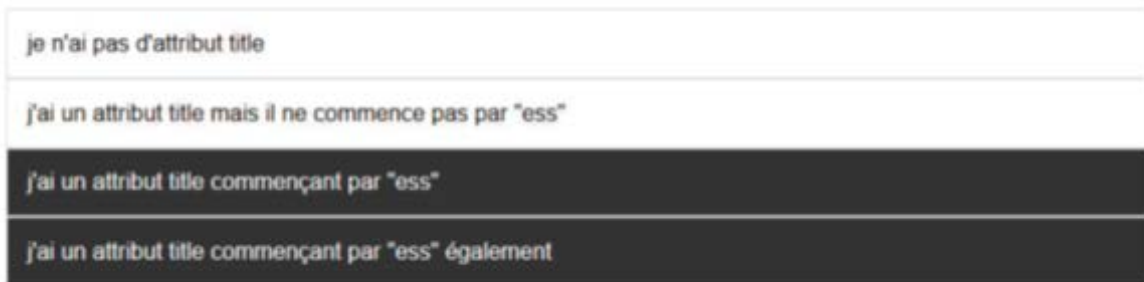 je n'ai pas d'attribut title
j'ai un attribut title mais il ne commence pas par "ess"
j'ai un attribut title commençant par "ess"
j'ai un attribut title commençant par "ess" également